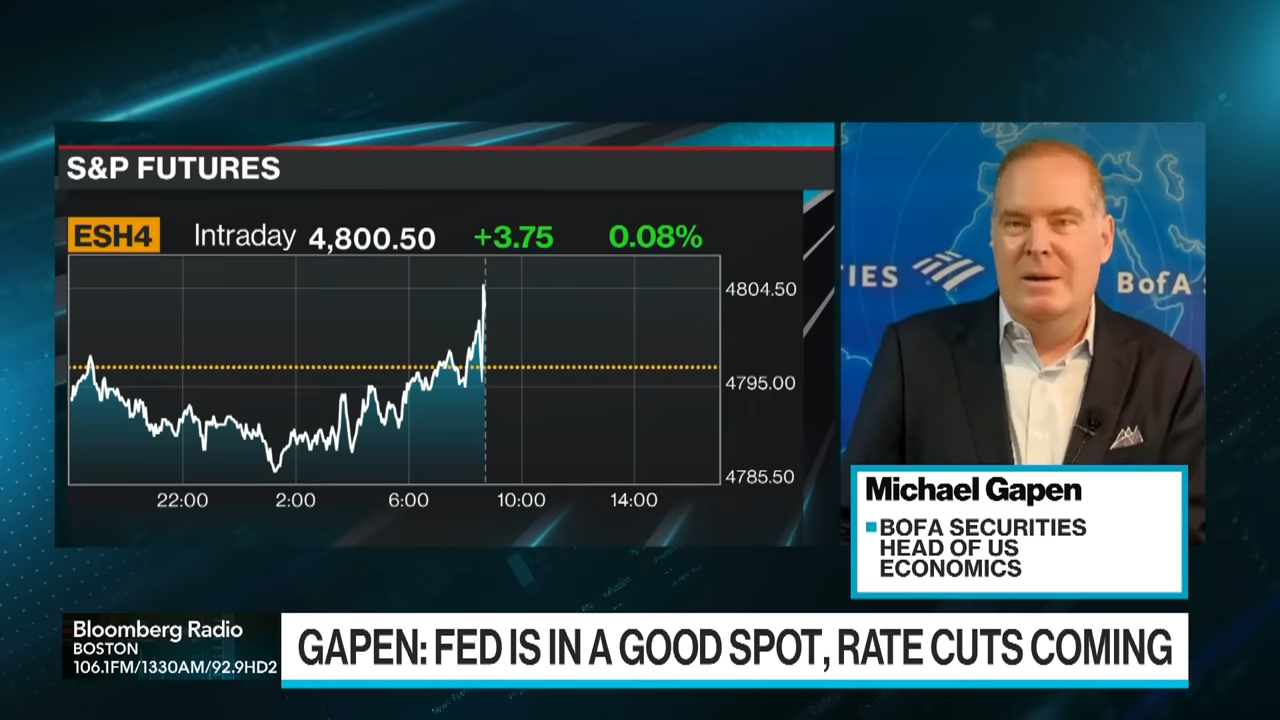 S&P FUTURES
ESH4 Intraday 4,800.50 +3.75 0.08%
4804.50
4795.00
4785.50
22:00 2:00 6:00 10:00 14:00
IES BofA
Michael Gapen
BOFA SECURITIES
HEAD OF US
ECONOMICS
Bloomberg Radio
BOSTON
106.1FM/1330AM/92.9HD2
GAPEN: FED IS IN A GOOD SPOT, RATE CUTS COMING